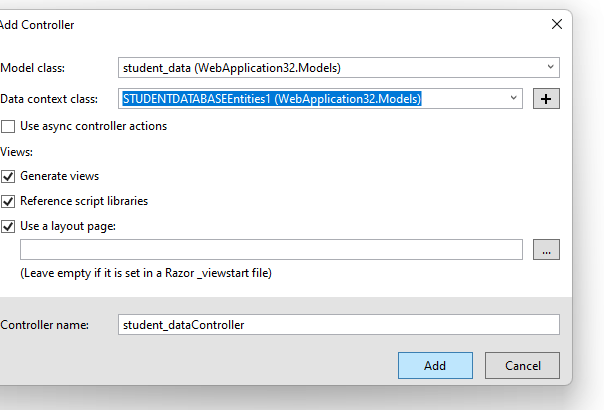 Add Controller
Model class:
student_data (WebApplication32.Models)
Data context class:
STUDENTDATABASEEntities1 (WebApplication32.Models)
Use async controller actions
Views:
Generate views
Reference script libraries
Use a layout page:
...
(Leave empty if it is set in a Razor _viewstart file)
Controller name:
student_dataController
Add
Cancel